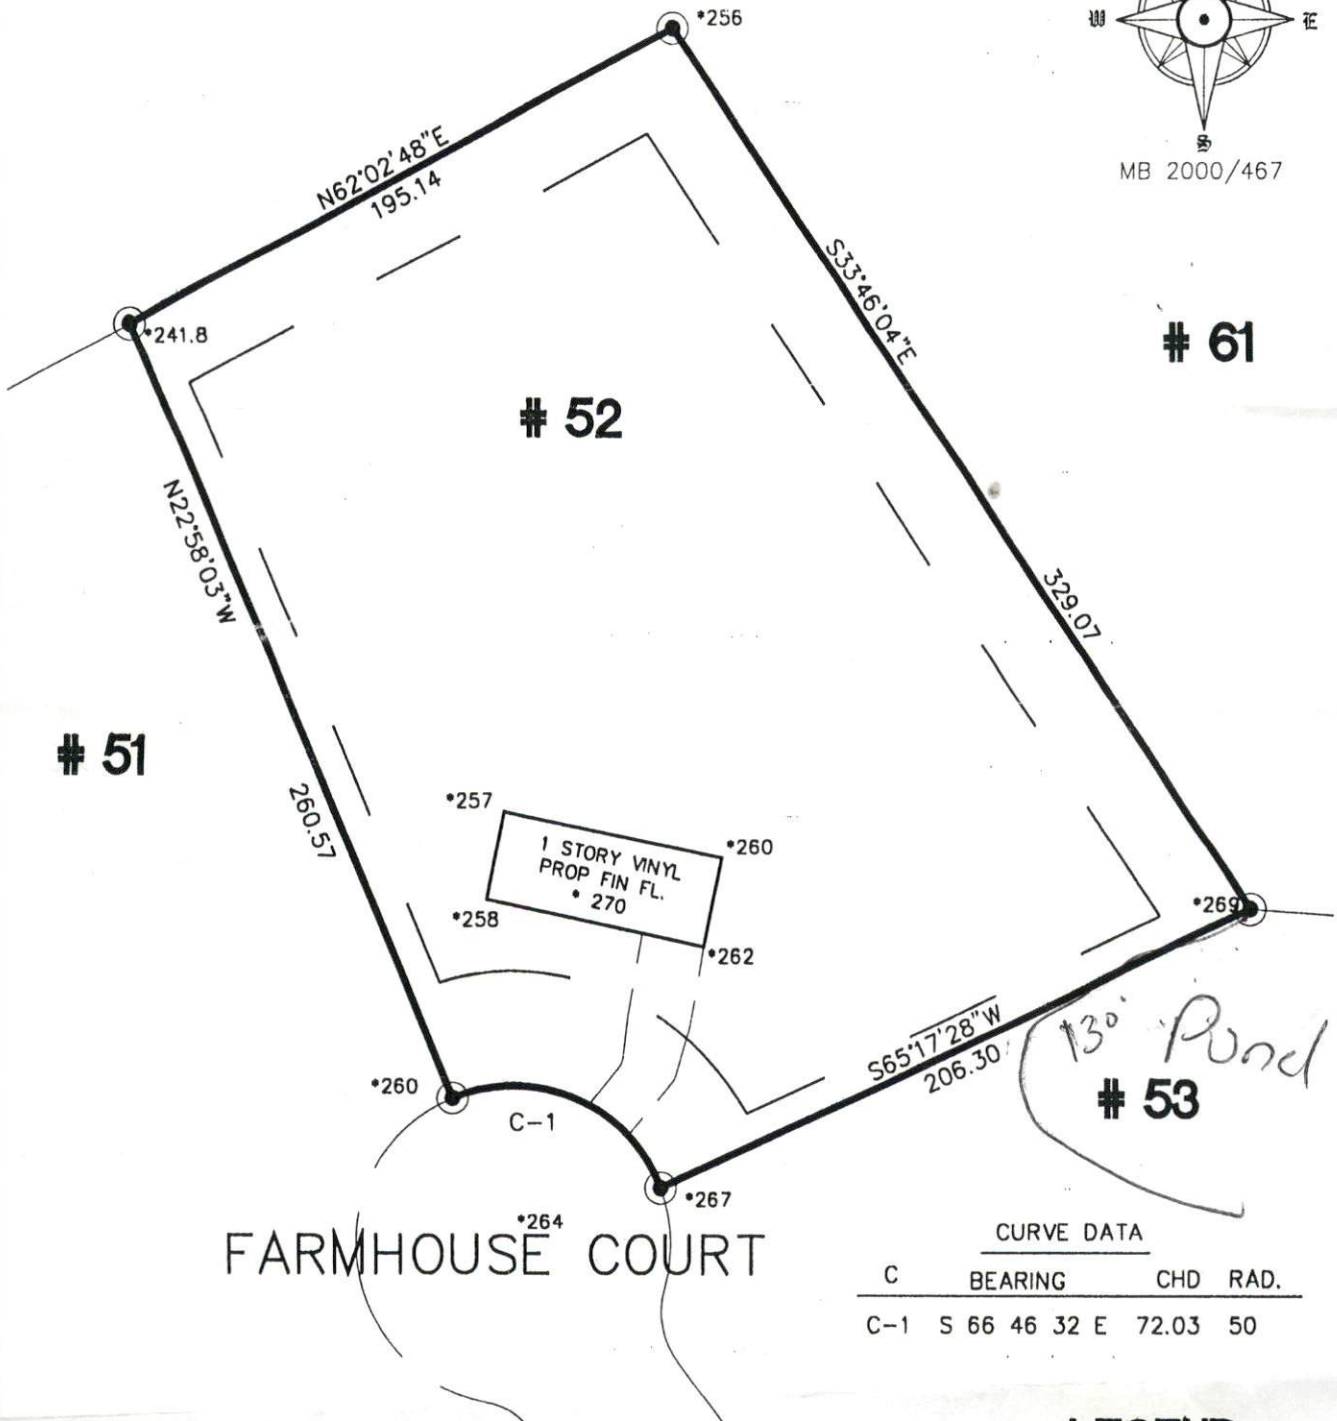 *256
W E
S
MB 2000/467
N62°02'48"E
195.14
*241.8
S33°46'04"E
# 61
# 52
N22°58'03"W
329.07
# 51
260.57
*257
*260
1 STORY VINYL
PROP FIN FL.
* 270
*258
*262
*269
S65°17'28"W
206.30
130' Pond
# 53
*260
C-1
*267
*264
FARMHOUSE COURT
CURVE DATA
C BEARING CHD RAD.
C-1 S 66 46 32 E 72.03 50